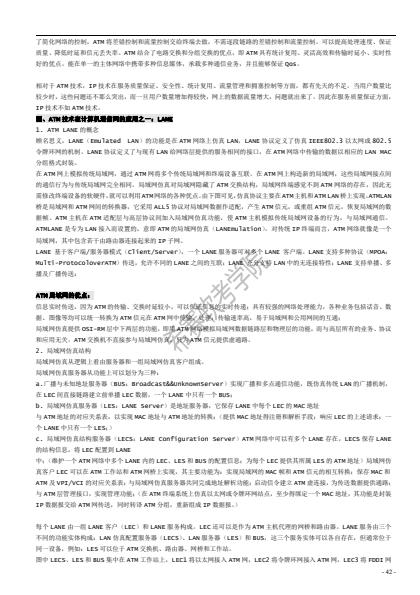 了简化网络的控制，ATM 将差错控制和流量控制交给终端去做，不需逐段链路的差错控制和流量控制。可以提高处理速度、保证
质量、降低时延和信元丢失率。ATM 结合了电路交换和分组交换的优点，即 ATM 具有统计复用、灵活高效和传输时延小、实时性
好的优点。能在单一的主体网络中携带多种信息媒体，承载多种通信业务，并且能够保证 QOS。
相对于 ATM 技术，IP 技术在服务质量保证、安全性、统计复用、流量管理和拥塞控制等方面，都有先天的不足，当用户数量比
较少时，这些问题还不那么突出，而一旦用户数量增加得较快，网上的数据流量增大，问题就出来了。因此在服务质量保证方面，
IP 技术不如 ATM 技术。
四、ATM 技术在计算机通信网的应用之一：LANE
1. ATM LANE 的概念
顾名思义，LANE（Emulated LAN）的功能是在 ATM 网络上仿真 LAN。LANE 协议定义了仿真 IEEE802.3 以太网或 802.5
令牌环网的机制。LANE 协议定义了与现有 LAN 给网络层提供的服务相同的接口，在 ATM 网络中传输的数据以相应的 LAN MAC
分组格式封装。
在 ATM 网上模拟传统局域网，通过 ATM 网将多个传统局域网和终端设备互联。在 ATM 网上构造新的局域网，这些局域网接点间
的通信行为与传统局域网完全相同。局域网仿真对局域网隐藏了 ATM 交换结构，局域网终端感觉不到 ATM 网络的存在，因此无
需修改终端设备的软硬件，就可以利用 ATM 网络的各种优点。由下图可见，仿真协议主要在 ATM 主机和 ATM LAN 桥上实现。ATMLAN
桥是局域网和 ATM 网间的转换器，它采用 AAL5 协议对局域网数据作适配，产生 ATM 信元，或重组 ATM 信元，恢复局域网的数
据帧。ATM 主机在 ATM 适配层与高层协议间加入局域网仿真功能，使 ATM 主机模拟传统局域网设备的行为，与局域网通信。
ATMLANE 是专为 LAN 接入而设置的，意即 ATM 的局域网仿真（LANEmulation）。对传统 IP 终端而言，ATM 网络就像是一个
局域网，其中包含若干由路由器连接起来的 IP 子网。
LANE 基于客户端/服务器模式（Client/Server），一个 LANE 服务器可对多个 LANE 客户端。LANE 支持多种协议（MPOA，
Multi-ProtocoloverATM）传送，允许不同的 LANE 之间的互联；LANE 充分支持 LAN 中的无连接特性；LANE 支持单播、多
播及广播传送；
ATM 局域网的优点：
信息实时传送，因为 ATM 的传输、交换时延较小，可以保证信息的实时传递；具有较强的网络处理能力，各种业务包括话音、数
据、图像等均可以统一转换为 ATM 信元在 ATM 网中传输、处理；传输速率高，易于局域网和公用网间的互通；
局域网仿真提供 OSI-RM 层中下两层的功能，即需 ATM 网络模拟局域网数据链路层和物理层的功能，而与高层所有的业务、协议
和应用无关。ATM 交换机不直接参与局域网仿真，只为 ATM 信元提供虚通路。
2. 局域网仿真结构
局域网仿真从逻辑上看由服务器和一组局域网仿真客户组成。
局域网仿真服务器从功能上可以划分为三种：
a.广播与未知地址服务器（BUS，Broadcast&&UnknownServer）实现广播和多点通信功能，既仿真传统 LAN 的广播机制，
在 LEC 间直接链路建立前单播 LEC 数据。一个 LANE 中只有一个 BUS；
b. 局域网仿真服务器（LES：LANE Server）是地址服务器。它保存 LANE 中每个 LEC 的 MAC 地址
与 ATM 地址的对应关系表，以实现 MAC 地址与 ATM 地址的转换；（提供 MAC 地址得注册和解析手段；响应 LEC 的上述请求，一
个 LANE 中只有一个 LES。）
c. 局域网仿真结构服务器（LECS：LANE Configuration Server）ATM 网络中可以有多个 LANE 存在，LECS 保存 LANE
的结构信息，将 LEC 配置到 LANE
中；（维护一个 ATM 网络中多个 LANE 内的 LEC、LES 和 BUS 的配置信息；为每个 LEC 提供其所属 LES 的 ATM 地址）局域网仿
真客户 LEC 可以在 ATM 工作站和 ATM 网桥上实现，其主要功能为：实现局域网的 MAC 帧和 ATM 信元的相互转换；保存 MAC 和
ATM 及 VPI/VCI 的对应关系表；与局域网仿真服务器共同完成地址解析功能；启动信令建立 ATM 虚连接，为传送数据提供通路；
与 ATM 层管理接口，实现管理功能；（在 ATM 终端系统上仿真以太网或令牌环网结点，至少得绑定一个 MAC 地址，其功能是封装
IP 数据报交给 ATM 网传送，同时转译 ATM 分组，重新组成 IP 数据报。）
每个 LANE 由一组 LANE 客户（LEC）和 LANE 服务构成。LEC 还可以是作为 ATM 主机代理的网桥和路由器。LANE 服务由三个
不同的功能实体构成：LAN 仿真配置服务器（LECS）、LAN 服务器（LES）和 BUS。这三个服务实体可以各自存在，但通常位于
同一设备。例如：LES 可以位于 ATM 交换机、路由器、网桥和工作站。
图中 LECS、LES 和 BUS 集中在 ATM 工作站上，LEC1 将以太网接入 ATM 网，LEC2 将令牌环网接入 ATM 网，LEC3 将 FDDI 网
- 42 -